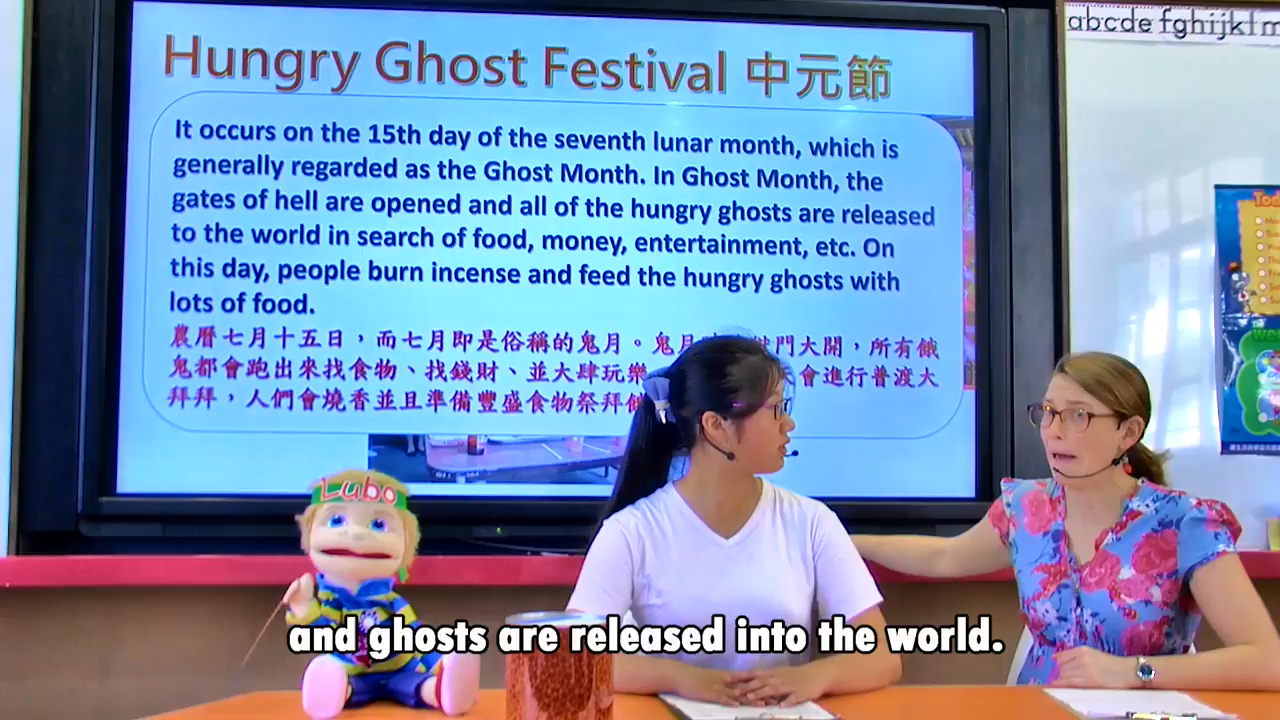 Hungry Ghost Festival 中元節
abcdefghijklm
It occurs on the 15th day of the seventh lunar month, which is
generally regarded as the Ghost Month. In Ghost Month, the
gates of hell are opened and all of the hungry ghosts are released
to the world in search of food, money, entertainment, etc. On
this day, people burn incense and feed the hungry ghosts with
lots of food.
農曆七月十五日，而七月即是俗稱的鬼月。鬼月 門大開，所有餓
鬼都會跑出來找食物、找錢財、並大肆玩樂 會進行普渡大
拜拜，人們會燒香並且準備豐盛食物祭拜
Lubo
and ghosts are released into the world.